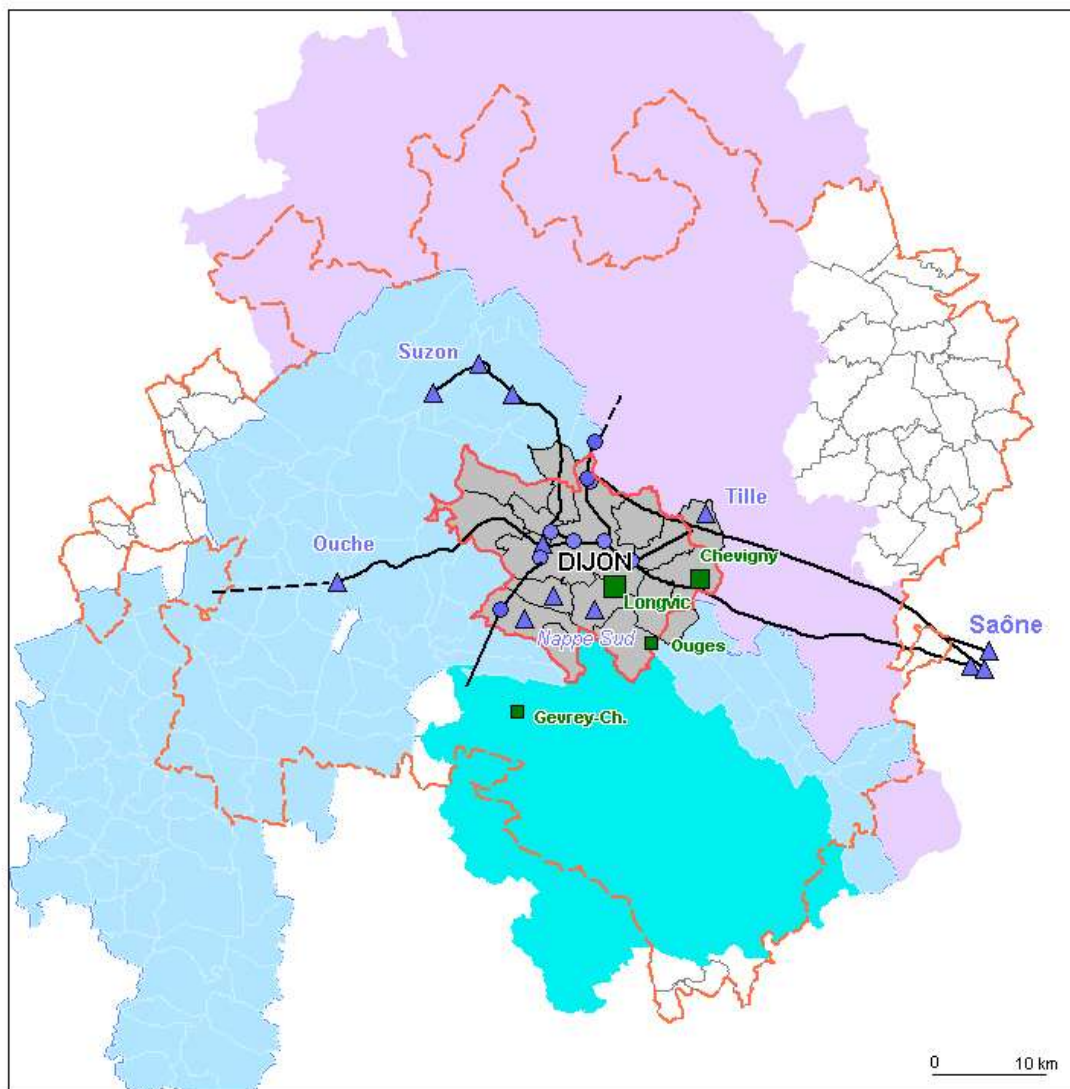 Suzon
Tille
Ouche
DIJON
Chevigny
Longvic
Nappe Sud
Ouges
Saône
Gevrey-Ch.
0 10 km